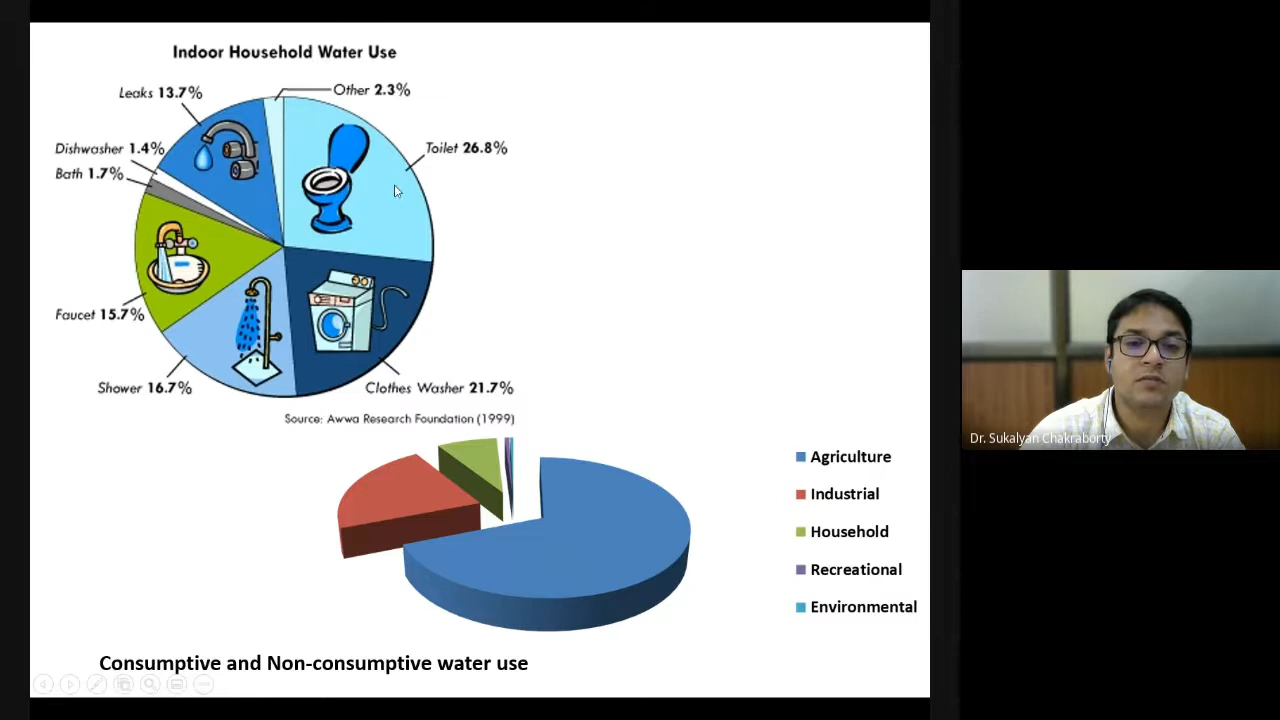 Indoor Household Water Use
Leaks 13.7%
Other 2.3%
Dishwasher 1.4%
Toilet 26.8%
Bath 1.7%
Faucet 15.7%
Shower 16.7%
Clothes Washer 21.7%
Source: Awwa Research Foundation (1999)
Agriculture
Industrial
Household
Recreational
Environmental
Dr. Sukalyan Chakraborty
Consumptive and Non-consumptive water use